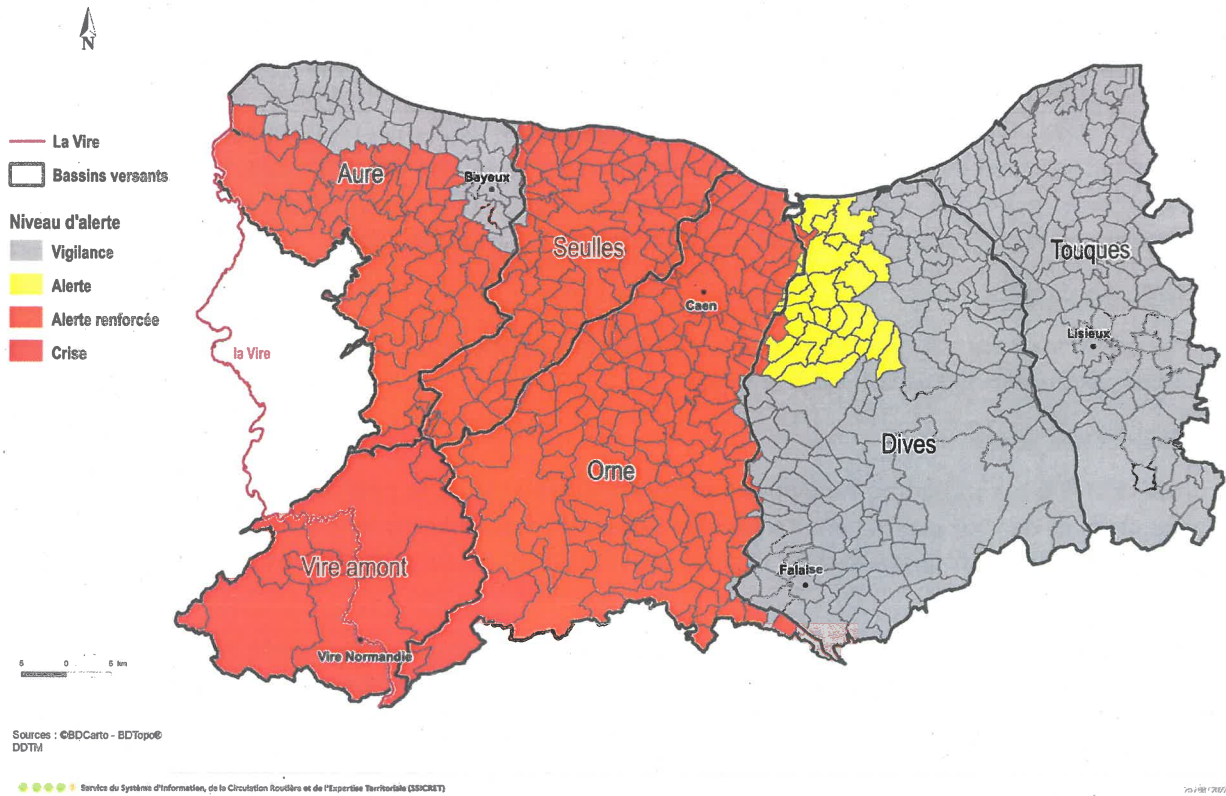 N
La Vire
Bassins versants
Niveau d'alerte
Vigilance
Alerte
Alerte renforcée
Crise
Aure
Bayeux
Seulles
Caen
Touques
Lisieux
la Vire
Dives
Orne
Vire amont
Falaise
Vire Normandie
5 0 5 km
Sources : ©BDCarto - BDTopo®
DDTM
Service du Système d'Information, de la Circulation Routière et de l'Expertise Territoriale (SSICRET)